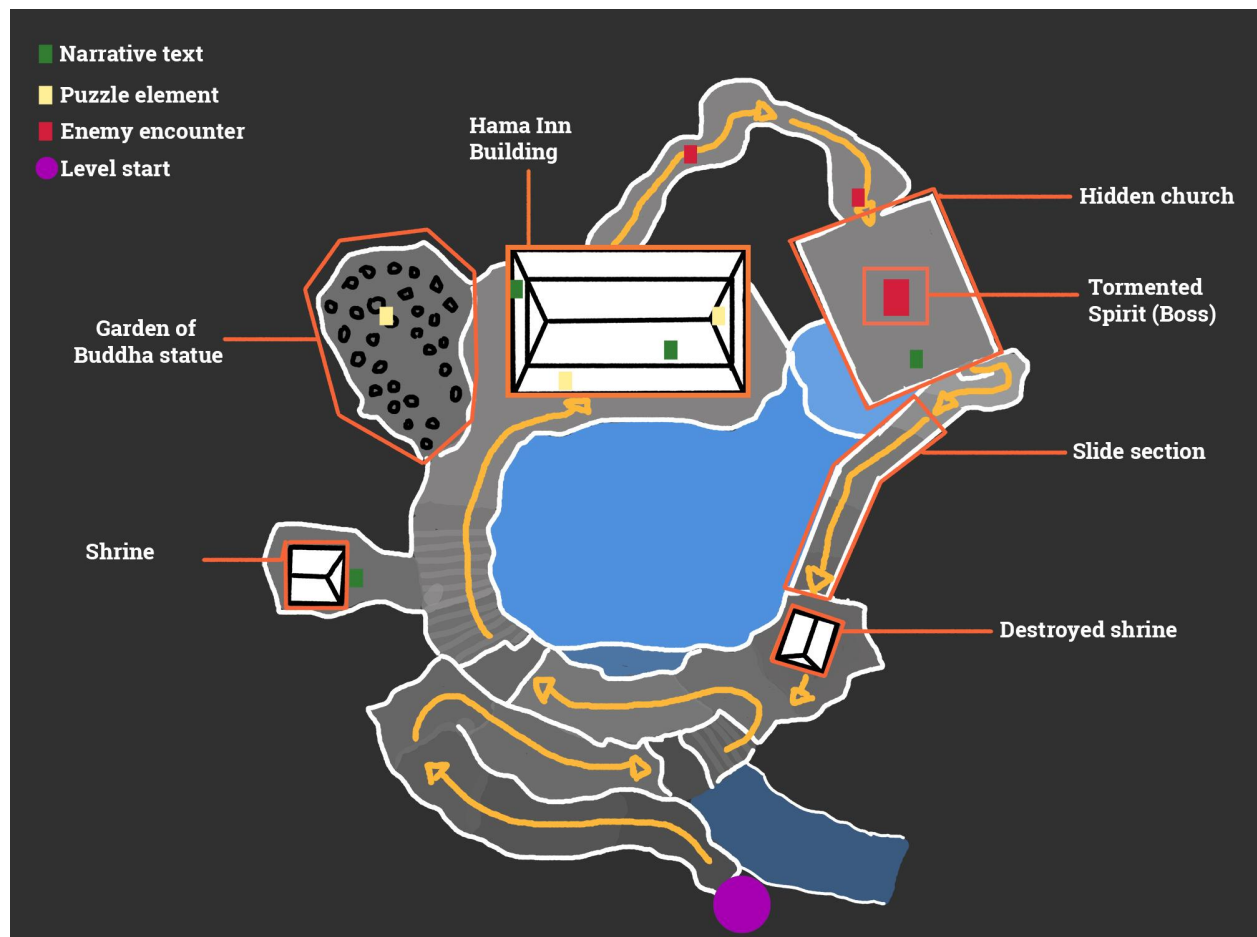 Narrative text
Puzzle element
Enemy encounter
Level start
Hama Inn
Building
Hidden church
Tormented
Spirit (Boss)
Garden of
Buddha statue
Slide section
Shrine
Destroyed shrine